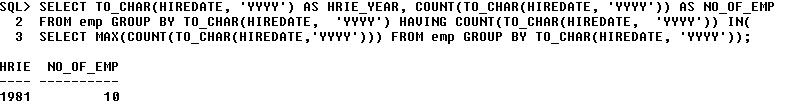 SQL> SELECT TO_CHAR(HIREDATE, 'YYYY') AS HRIE_YEAR, COUNT(TO_CHAR(HIREDATE, 'YYYY')) AS NO_OF_EMP
2 FROM emp GROUP BY TO_CHAR(HIREDATE, 'YYYY') HAVING COUNT(TO_CHAR(HIREDATE, 'YYYY')) IN(
3 SELECT MAX(COUNT(TO_CHAR(HIREDATE,'YYYY'))) FROM emp GROUP BY TO_CHAR(HIREDATE, 'YYYY'));
HRIE NO_OF_EMP
---- ----------
1981 10